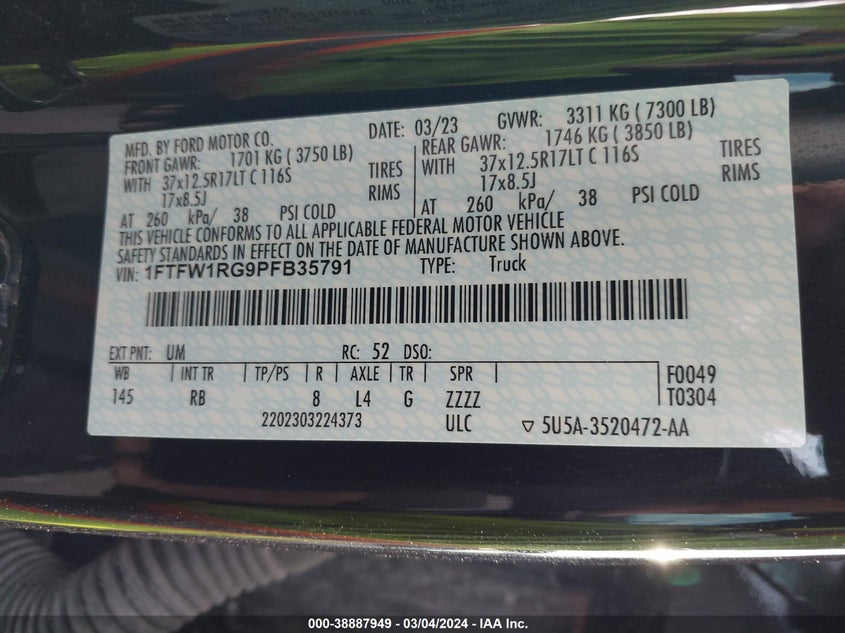 MFD. BY FORD MOTOR CO. DATE: 03/23 GVWR: 3311 KG ( 7300 LB)
FRONT GAWR: 1701 KG ( 3750 LB) REAR GAWR: 1746 KG ( 3850 LB)
WITH 37x12.5R17LT C 116S TIRES WITH 37x12.5R17LT C 116S TIRES
17x8.5J RIMS 17x8.5J RIMS
AT 260 kPa/ 38 PSI COLD AT 260 kPa/ 38 PSI COLD
THIS VEHICLE CONFORMS TO ALL APPLICABLE FEDERAL MOTOR VEHICLE
SAFETY STANDARDS IN EFFECT ON THE DATE OF MANUFACTURE SHOWN ABOVE.
VIN: 1FTFW1RG9PFB35791 TYPE: Truck
EXT PNT: UM RC: 52 DSO:
WB INT TR TP/PS R AXLE TR SPR F0049
145 RB 8 L4 G ZZZZ T0304
2202303224373 ULC ▽ 5U5A-3520472-AA
000-38887949 - 03/04/2024 - IAA Inc.